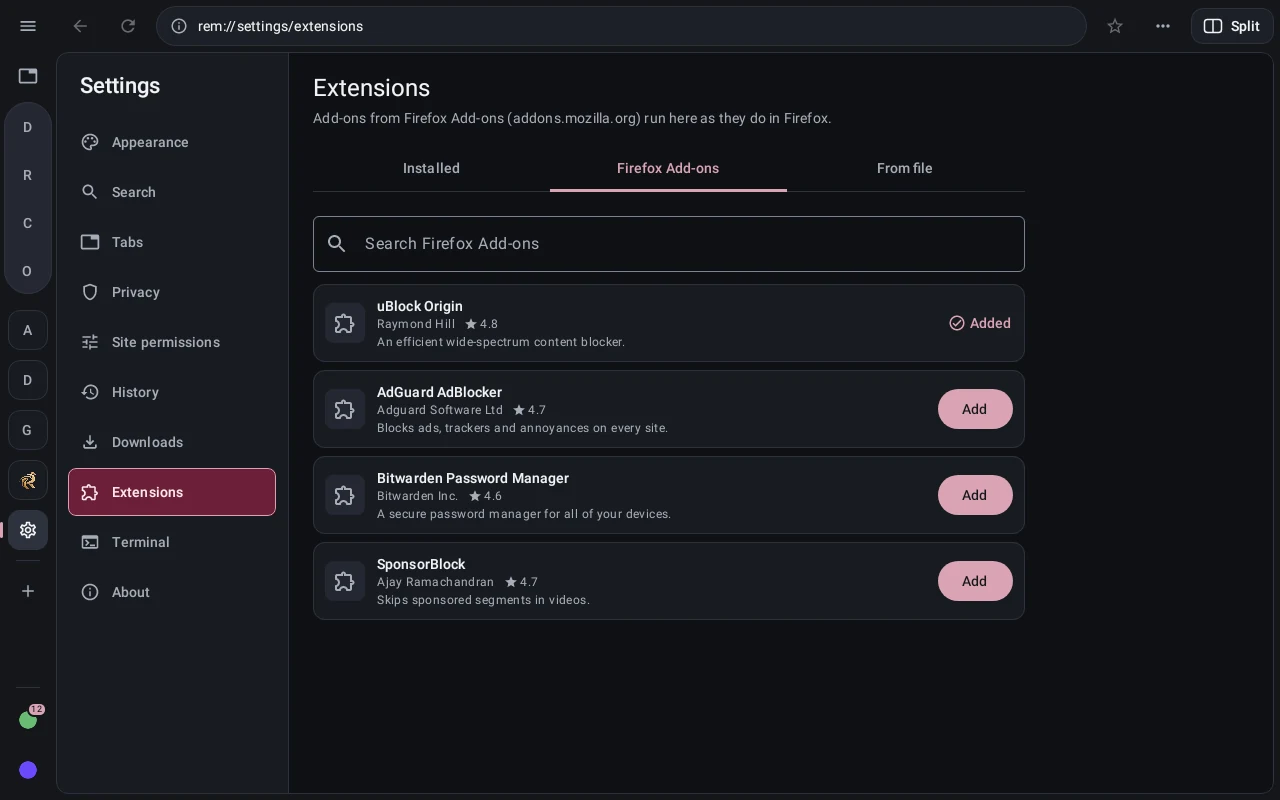 rem://settings/extensions
Split
D
R
C
O
A
D
G
12
Settings
Appearance
Search
Tabs
Privacy
Site permissions
History
Downloads
Extensions
Terminal
About
Extensions
Add-ons from Firefox Add-ons (addons.mozilla.org) run here as they do in Firefox.
Installed
Firefox Add-ons
From file
Search Firefox Add-ons
uBlock Origin
Raymond Hill ★ 4.8
An efficient wide-spectrum content blocker.
Added
AdGuard AdBlocker
Adguard Software Ltd ★ 4.7
Blocks ads, trackers and annoyances on every site.
Add
Bitwarden Password Manager
Bitwarden Inc. ★ 4.6
A secure password manager for all of your devices.
Add
SponsorBlock
Ajay Ramachandran ★ 4.7
Skips sponsored segments in videos.
Add